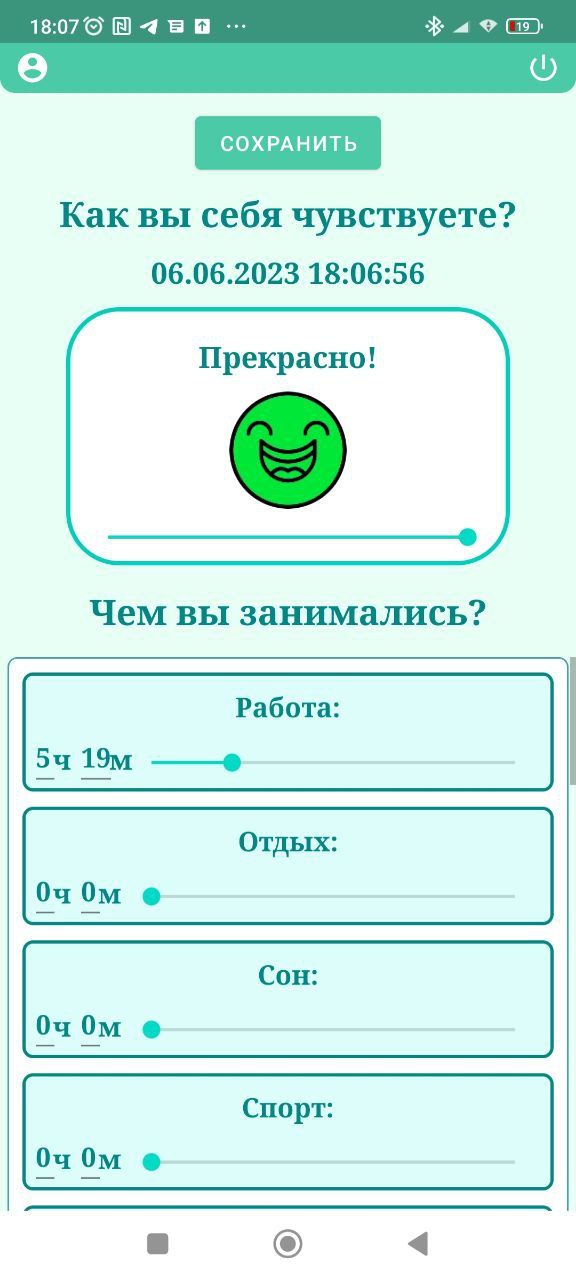 18:07 19
СОХРАНИТЬ
Как вы себя чувствуете?
06.06.2023 18:06:56
Прекрасно!
Чем вы занимались?
Работа:
5ч 19м
Отдых:
0ч 0м
Сон:
0ч 0м
Спорт:
0ч 0м